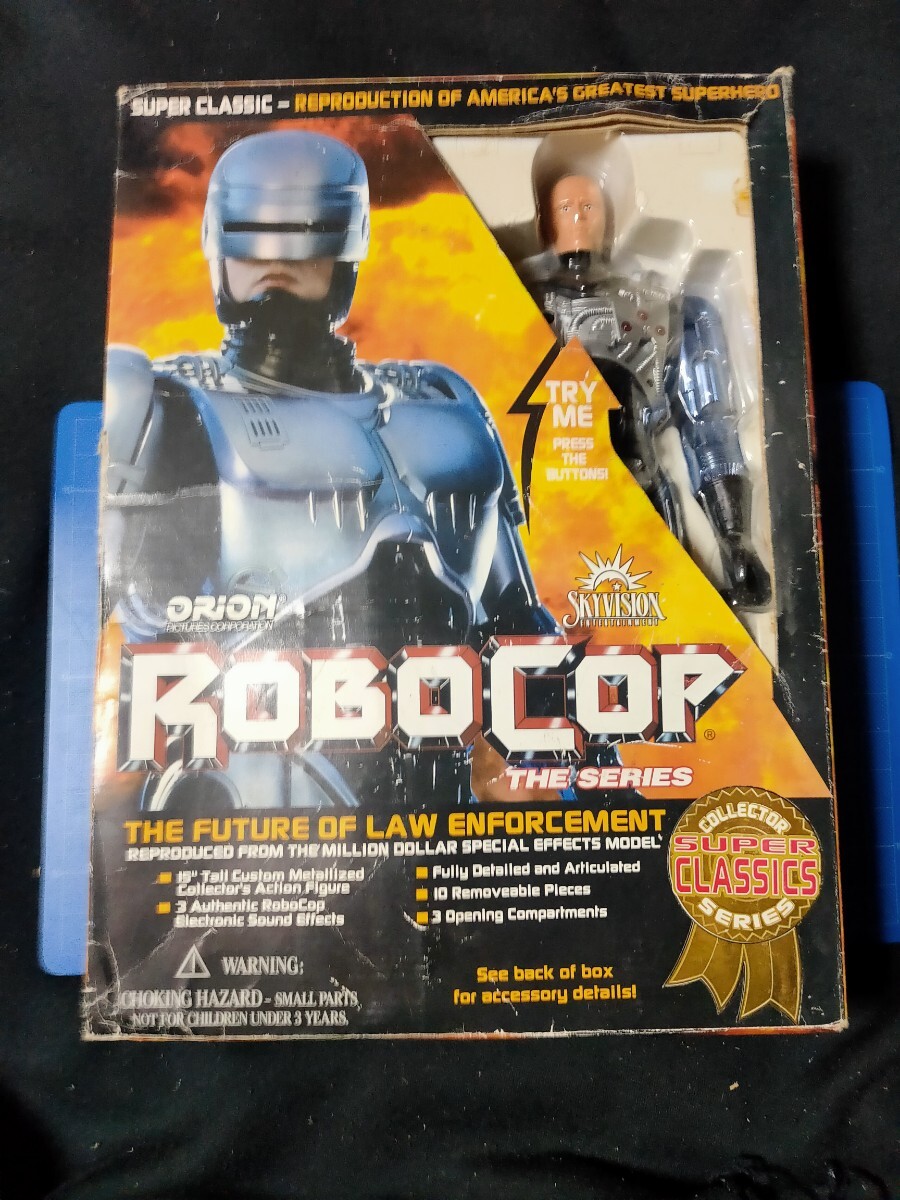 SUPER CLASSIC - REPRODUCTION OF AMERICA'S GREATEST SUPERHERO
TRY
ME
PRESS
THE
BUTTONS!
ORION®
PICTURES CORPORATION
SKYVISION
ENTERTAINMENT
ROBOCOP®
THE SERIES
THE FUTURE OF LAW ENFORCEMENT
REPRODUCED FROM THE MILLION DOLLAR SPECIAL EFFECTS MODEL
15" Tall Custom Metallized
Collector's Action Figure
3 Authentic RoboCop
Electronic Sound Effects
Fully Detailed and Articulated
10 Removeable Pieces
3 Opening Compartments
COLLECTOR
SUPER
CLASSICS
SERIES
WARNING:
CHOKING HAZARD - SMALL PARTS
NOT FOR CHILDREN UNDER 3 YEARS.
See back of box
for accessory details!